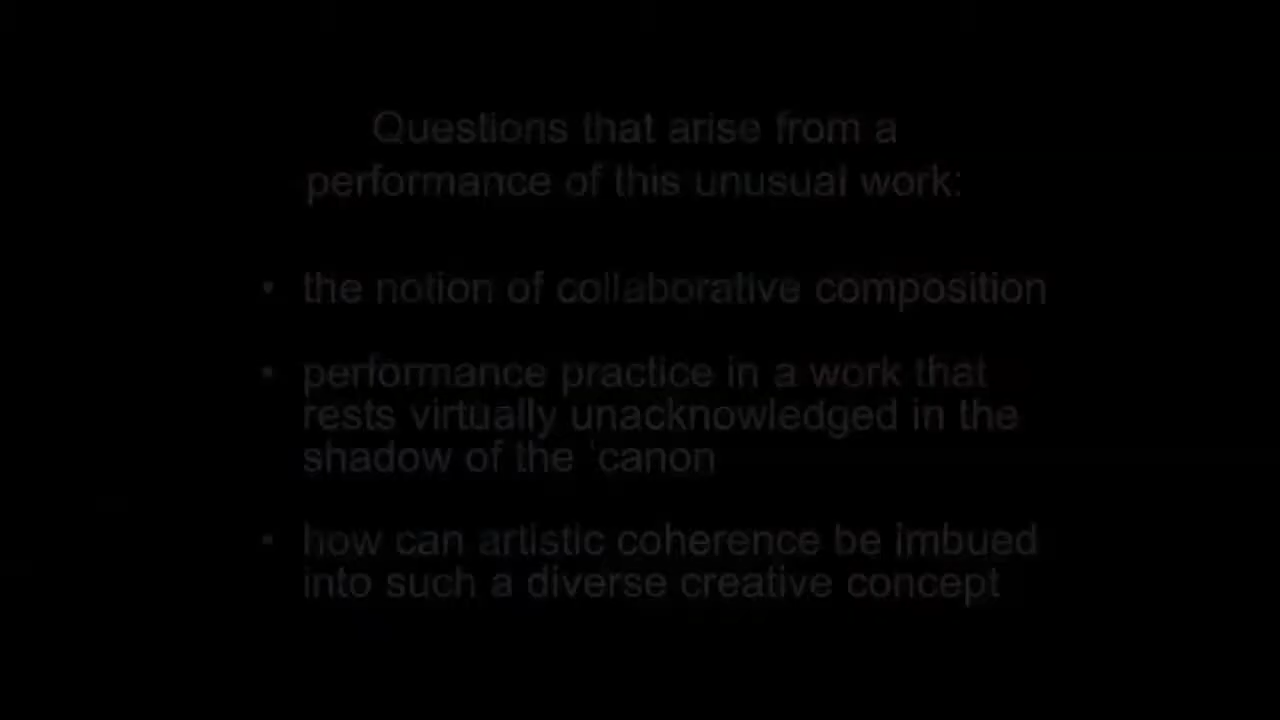 Questions that arise from a
performance of this unusual work:
• the notion of collaborative composition
• performance practice in a work that
rests virtually unacknowledged in the
shadow of the 'canon
• how can artistic coherence be imbued
into such a diverse creative concept